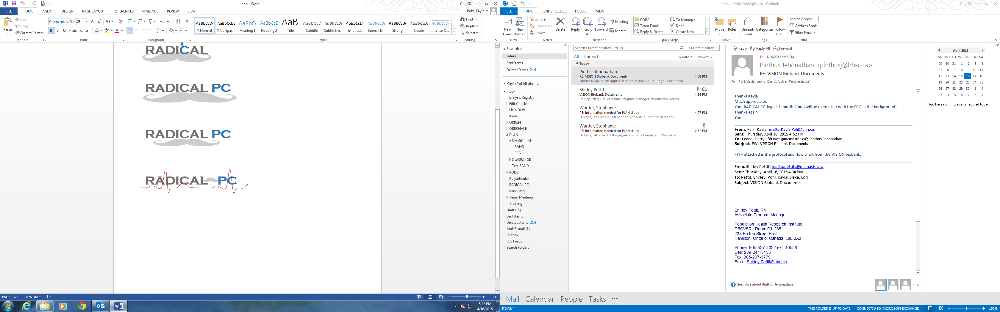 Logo - Word
FILE HOME INSERT DESIGN PAGE LAYOUT REFERENCES MAILINGS REVIEW VIEW
Pohl, Kayla
Paste
Cut
Copy
Format Painter
Clipboard
Copperplate G 28
Font
Paragraph
AaBbCcDc AaBbCcDc AaBbCc AaBbCcD AaBl AaBbCcD AaBbCcDc AaBbCcDc AaBbCcDc AaBbCcDc AaBbCcDc AaBbCcDc
¶ Normal ¶ No Spac... Heading 1 Heading 2 Title Subtitle Subtle Em... Emphasis Intense E... Strong Quote Intense Q...
Styles
Find
Replace
Select
Editing
RADICAL
RADICAL PC
RADICAL PC
RADICAL PC
PAGE 1 OF 1 8 WORDS
110%
5:22 PM
4/16/2015
Inbox - Kayla.Pohl@phri.ca - Outlook
FILE HOME SEND / RECEIVE FOLDER VIEW
New Email
New Items
New
Ignore
Clean Up
Junk
Delete
Delete
Reply
Reply All
Forward
Meeting
More
Respond
POISE
Team Email
Reply & Delete
To Manager
Done
Create New
Quick Steps
Move
Rules
Move
Unread/ Read
Categorize
Follow Up
Tags
Search People
Address Book
Filter Email
Find
Favorites
Inbox
Sent Items
Deleted Items 214
Kayla.Pohl@phri.ca
Inbox
Dialysis Registry
Edit Checks
Help Desk
Kayla
ORIGIN
ORIGINALE
PLAN
Site 001 - JH
RAND
REG
Site 002 - SB
Test RAND
POISE
Polyarticular
RADICAL PC
Rand-Reg
Team Meetings
Training
Drafts [5]
Sent Items
Deleted Items 214
Junk E-mail [1]
Outbox
RSS Feeds
Search Folders
Search Current Mailbox (Ctrl+E)
Current Mailbox
All Unread
By Date Newest
Today
Pinthus Jehonathan
RE: VISION Biobank Documents 4:58 PM
Thanks Kayla Much appreciated Your RADICAL PC logo is beautiful
Shirley Pettit
VISION Biobank Documents 4:34 PM
Shirley Pettit, RN Associate Program Manager Population Health
Warder, Stephanie
RE: Information needed for PLAN study 4:27 PM
Hi Kayla, Yes please. I'll need to know it so I can transfer their
Warder, Stephanie
RE: Information needed for PLAN study 2:32 PM
Hi Kayla, Attached is the payment criteria template. We can run
Reply Reply All Forward
Thu 4/16/2015 4:58 PM
Pinthus Jehonathan <pinthusj@hhsc.ca>
RE: VISION Biobank Documents
To Pohl, Kayla; Leong, Darryl; 'duiven@mcmaster.ca'
Thanks Kayla
Much appreciated
Your RADICAL PC logo is beautiful (and will be even nicer with the ECG in the background)
Thanks again
Yoni
From: Pohl, Kayla [mailto:Kayla.Pohl@phri.ca]
Sent: Thursday, April 16, 2015 4:52 PM
To: Leong, Darryl; 'duiven@mcmaster.ca'; Pinthus Jehonathan
Subject: FW: VISION Biobank Documents
FYI – attached is the protocol and flow chart from the VISION biobank.
From: Shirley Pettit [mailto:pettits@mcmaster.ca]
Sent: Thursday, April 16, 2015 4:34 PM
To: Pettit, Shirley; Pohl, Kayla; Blake, Lori
Subject: VISION Biobank Documents
Shirley Pettit, RN
Associate Program Manager
Population Health Research Institute
DBCVSRI Room C1-235
237 Barton Street East
Hamilton, Ontario, Canada L8L 2X2
Phone: 905-527-4322 ext. 40526
Cell: 289-244-3155
Fax: 905-297-3779
Email: Shirley.Pettit@phri.ca
See more about Pinthus Jehonathan.
April 2015
SU MO TU WE TH FR SA
29 30 31 1 2 3 4
5 6 7 8 9 10 11
12 13 14 15 16 17 18
19 20 21 22 23 24 25
26 27 28 29 30 1 2
3 4 5 6 7 8 9
You have nothing else scheduled today.
Mail Calendar People Tasks •••
ITEMS: 4
THIS FOLDER IS UP TO DATE. CONNECTED TO: MICROSOFT EXCHANGE
100%